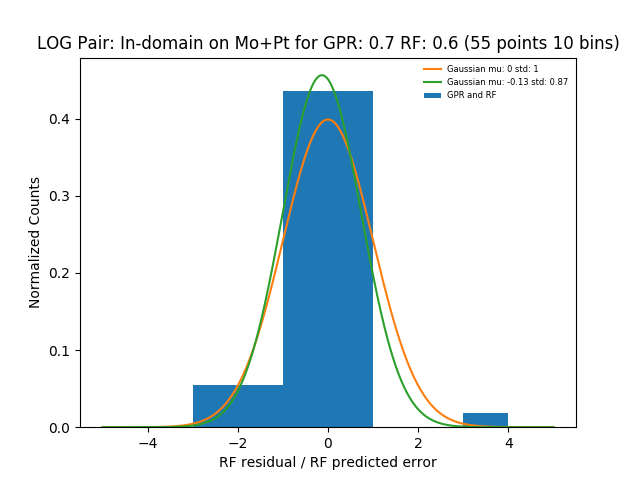 LOG Pair: In-domain on Mo+Pt for GPR: 0.7 RF: 0.6 (55 points 10 bins)
Gaussian mu: 0 std: 1
Gaussian mu: -0.13 std: 0.87
GPR and RF
Normalized Counts
0.4
0.3
0.2
0.1
0.0
−4 −2 0 2 4
RF residual / RF predicted error